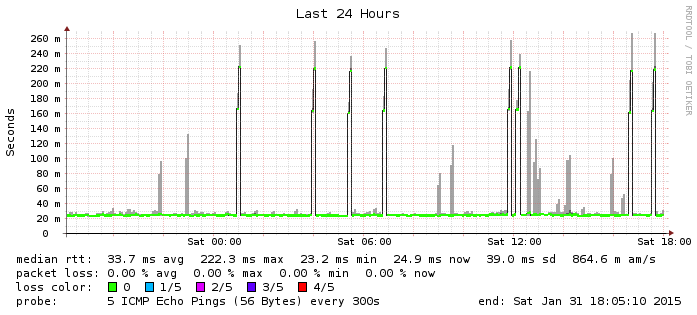 Last 24 Hours
RRDTOOL / TOBI OETIKER
Seconds
260 m
240 m
220 m
200 m
180 m
160 m
140 m
120 m
100 m
80 m
60 m
40 m
20 m
0
Sat 00:00 Sat 06:00 Sat 12:00 Sat 18:00
median rtt: 33.7 ms avg 222.3 ms max 23.2 ms min 24.9 ms now 39.0 ms sd 864.6 m am/s
packet loss: 0.00 % avg 0.00 % max 0.00 % min 0.00 % now
loss color: 0 1/5 2/5 3/5 4/5
probe: 5 ICMP Echo Pings (56 Bytes) every 300s end: Sat Jan 31 18:05:10 2015